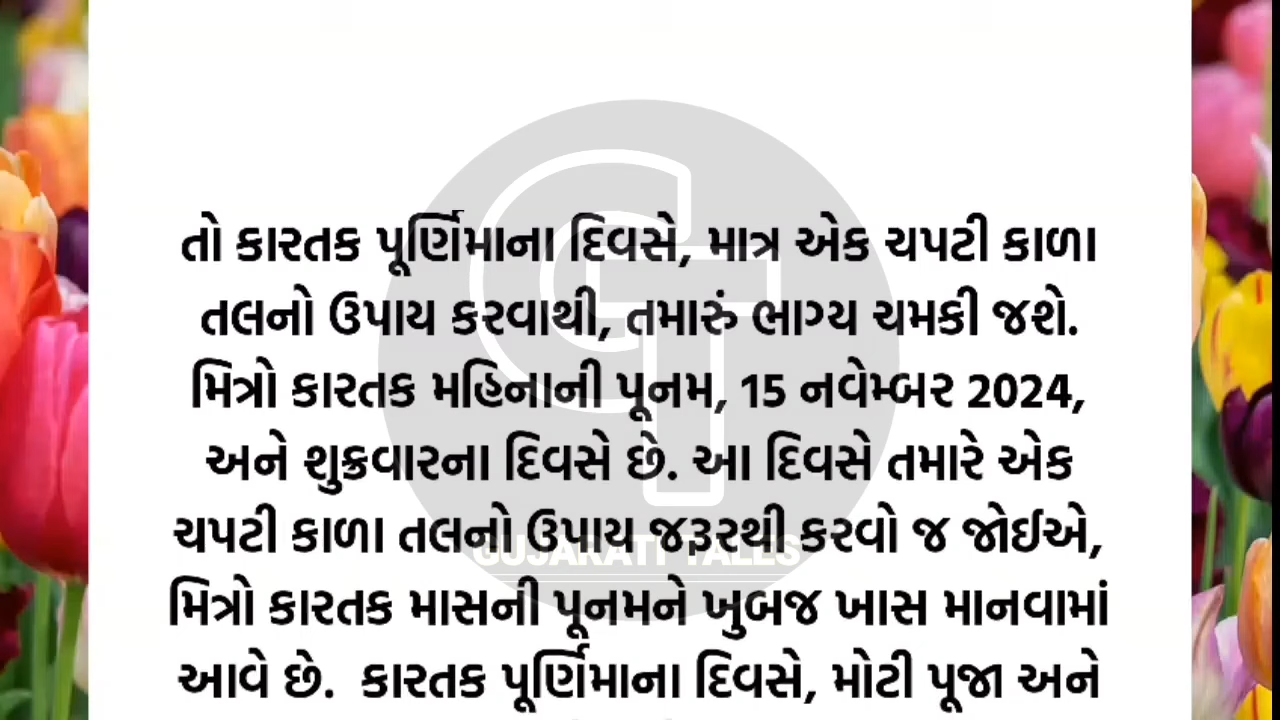 તો કારતક પૂર્ણિમાના દિવસે, માત્ર એક ચપટી કાળા
તલનો ઉપાય કરવાથી, તમારું ભાગ્ય ચમકી જશે.
મિત્રો કારતક મહિનાની પૂનમ, 15 નવેમ્બર 2024,
અને શુક્રવારના દિવસે છે. આ દિવસે તમારે એક
ચપટી કાળા તલનો ઉપાય જરૂરથી કરવો જ જોઈએ,
GUJARATI TALES
મિત્રો કારતક માસની પૂનમને ખુબજ ખાસ માનવામાં
આવે છે. કારતક પૂર્ણિમાના દિવસે, મોટી પૂજા અને